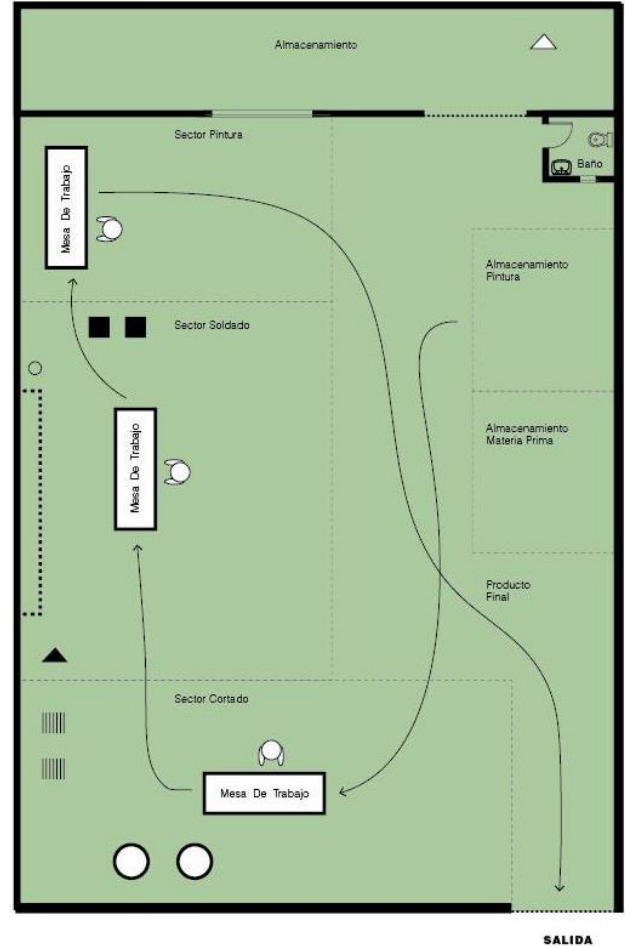 Almacenamiento
Sector Pintura
Baño
Mesa De Trabajo
Almacenamiento
Pintura
Sector Soldado
Mesa De Trabajo
Almacenamiento
Materia Prima
Producto
Final
Sector Cortado
Mesa De Trabajo
SALIDA